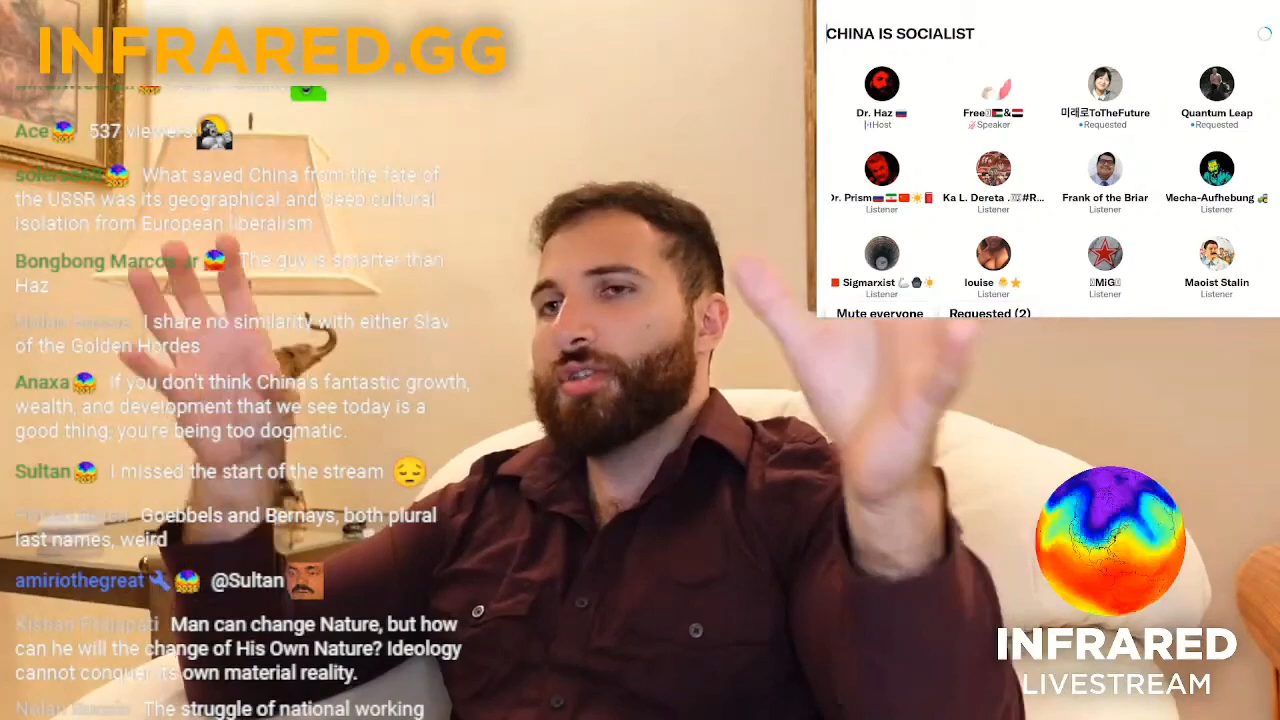 INFRARED.GG
Ace 537 viewers
What saved China from the fate of
the USSR was its geographical and deep cultural
isolation from European liberalism
Bongbong Marcos Jr The guy is smarter than
Haz
I share no similarity with either Slav
of the Golden Hordes
Anaxa If you don't think China's fantastic growth,
wealth, and development that we see today is a
good thing, you're being too dogmatic.
Sultan I missed the start of the stream
Goebbels and Bernays, both plural
last names, weird
amiriothegreat @Sultan
Man can change Nature, but how
can he will the change of His Own Nature? Ideology
cannot conquer its own material reality.
The struggle of national working
CHINA IS SOCIALIST
Dr. Haz
Host
Free
Speaker
미래로ToTheFuture
Requested
Quantum Leap
Requested
Dr. Prism
Listener
Ka L. Dereta . #R...
Listener
Frank of the Briar
Listener
Mecha-Aufhebung
Listener
Sigmarxist
Listener
louise
Listener
MiG
Listener
Maoist Stalin
Listener
Mute everyone
Requested (2)
INFRARED
LIVESTREAM